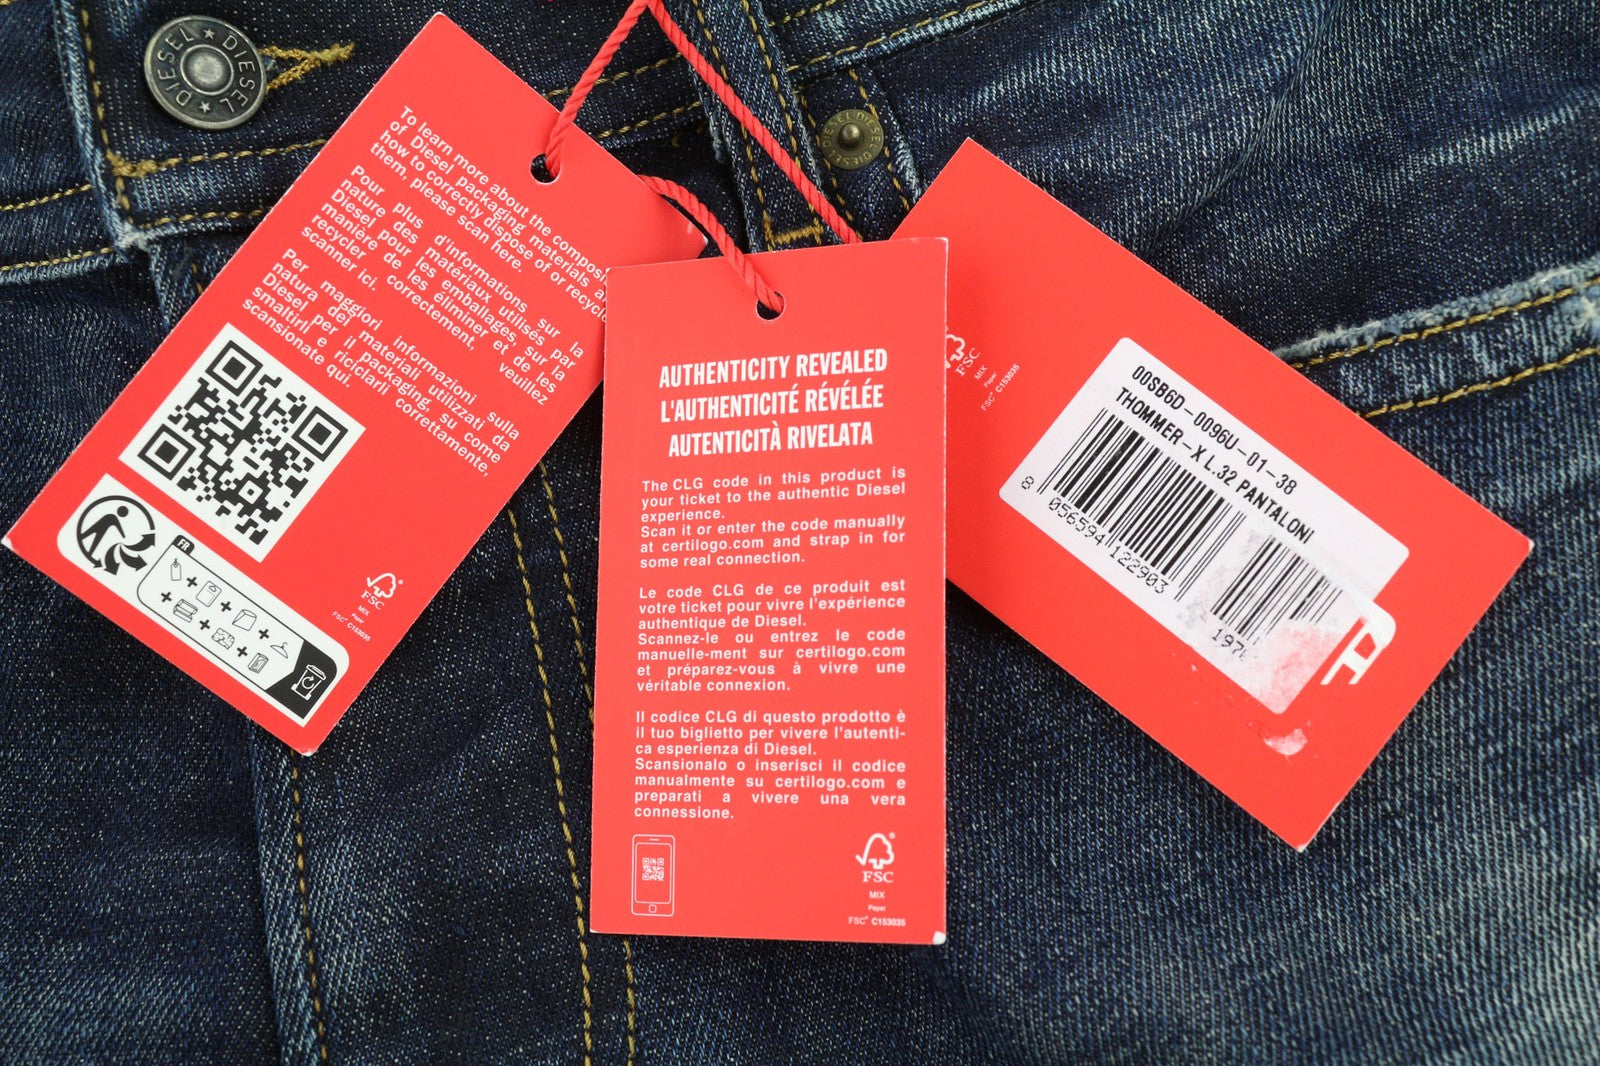 DIESEL ★ DIESEL ★
DIESEL DIESEL
To learn more about the
of Diesel packaging materials
how to correctly dispose of or
them, please scan here.
Pour plus d'informations sur la
nature des matériaux utilisés par
Diesel pour les emballages, sur la
manière de les éliminer et de les
recycler correctement, veuillez
scanner ici.
Per maggiori informazioni sulla
natura dei materiali utilizzati da
Diesel per il packaging, su come
smaltirli e riciclarli correttamente,
scansionate qui.
FR
FSC
MIX
Paper
FSC® C153035
AUTHENTICITY REVEALED
L'AUTHENTICITÉ RÉVÉLÉE
AUTENTICITÀ RIVELATA
The CLG code in this product is
your ticket to the authentic Diesel
experience.
Scan it or enter the code manually
at certilogo.com and strap in for
some real connection.
Le code CLG de ce produit est
votre ticket pour vivre l'expérience
authentique de Diesel.
Scannez-le ou entrez le code
manuelle-ment sur certilogo.com
et préparez-vous à vivre une
véritable connexion.
Il codice CLG di questo prodotto è
il tuo biglietto per vivere l'autenti-
ca esperienza di Diesel.
Scansionalo o inserisci il codice
manualmente su certilogo.com e
preparati a vivere una vera
connessione.
FSC
MIX
Paper
FSC® C153035
FSC
MIX
Paper
FSC® C153035
00SB6D-0096U-01-38
THOMMER-X L.32 PANTALONI
8 056594 122903
197